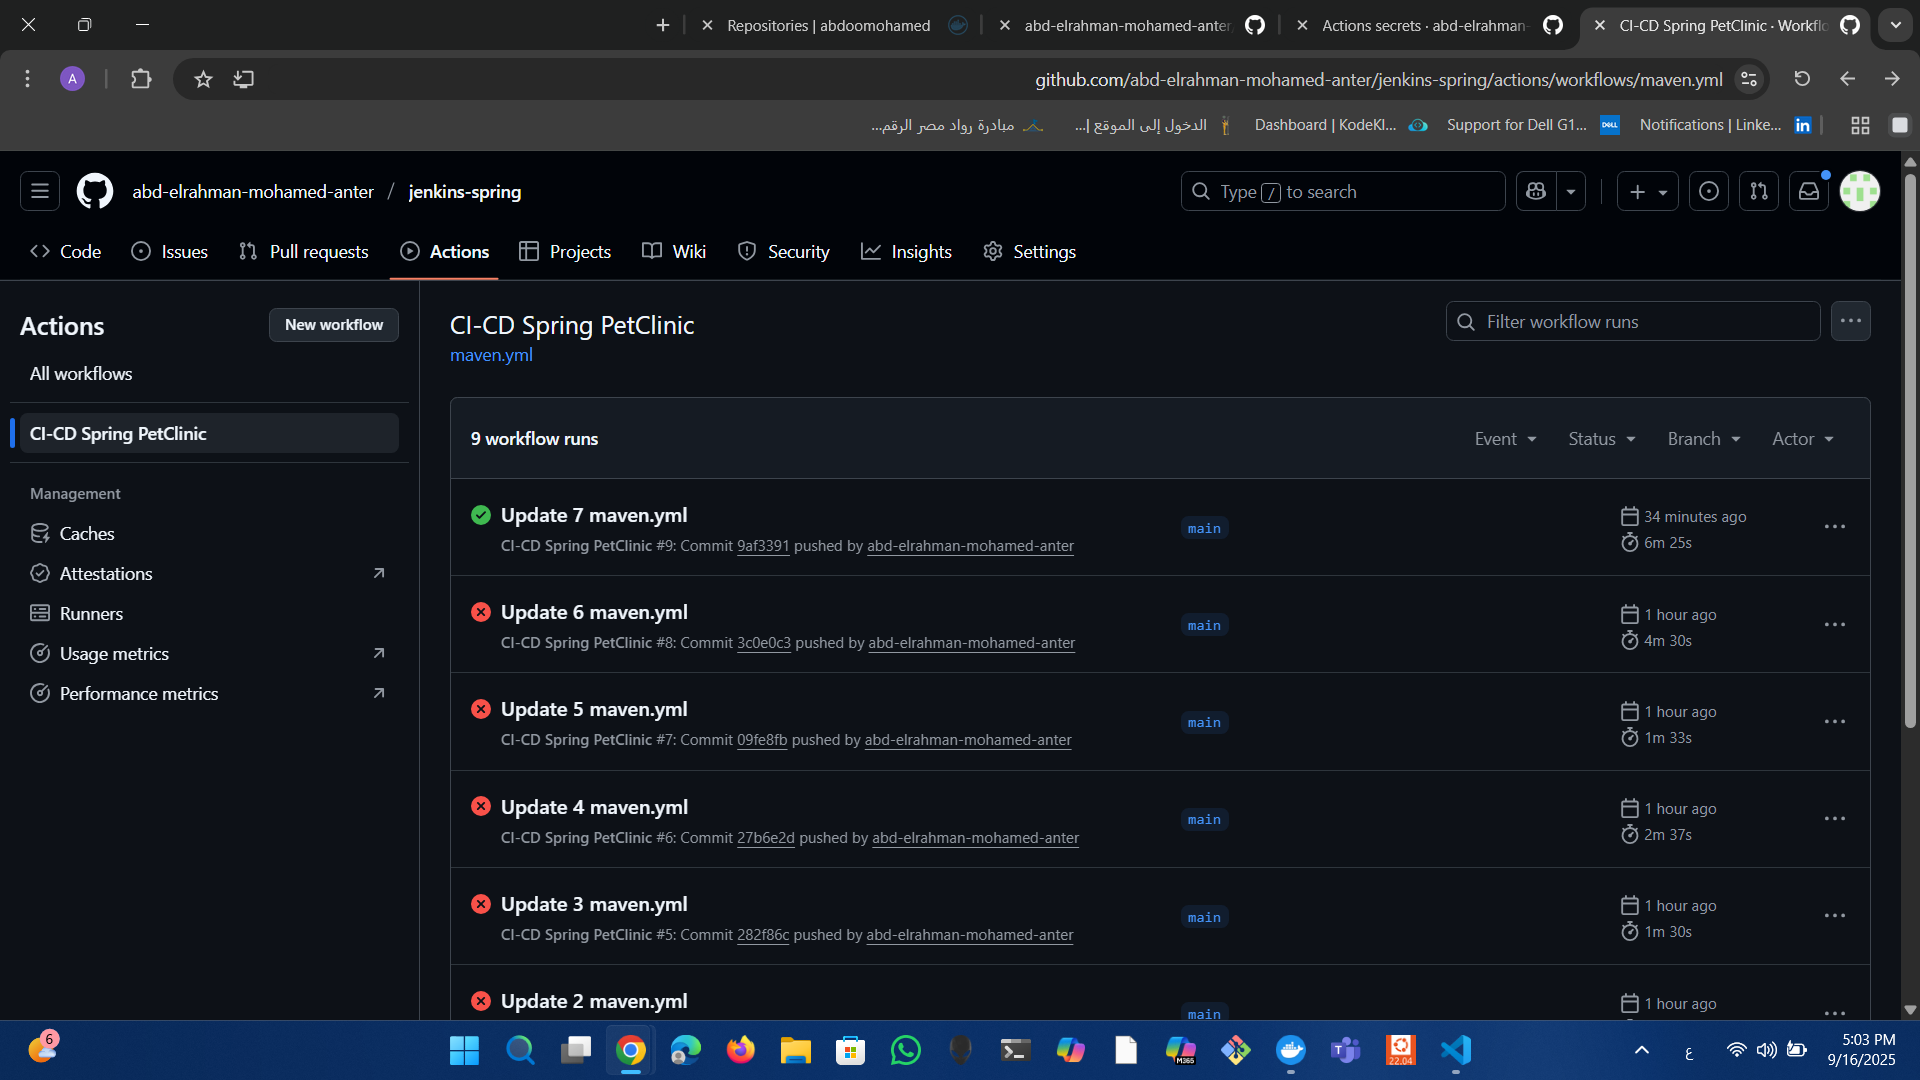 Repositories | abdoomohamed
abd-elrahman-mohamed-anter
Actions secrets · abd-elrahman-
CI-CD Spring PetClinic · Workflo
A
github.com/abd-elrahman-mohamed-anter/jenkins-spring/actions/workflows/maven.yml
مبادرة رواد مصر الرقم...
الدخول إلى الموقع |...
Dashboard | KodeKl...
Support for Dell G1...
DELL
Notifications | Linke...
in
abd-elrahman-mohamed-anter / jenkins-spring
Type / to search
Code
Issues
Pull requests
Actions
Projects
Wiki
Security
Insights
Settings
Actions
New workflow
All workflows
CI-CD Spring PetClinic
Management
Caches
Attestations
Runners
Usage metrics
Performance metrics
CI-CD Spring PetClinic
maven.yml
Filter workflow runs
9 workflow runs
Event
Status
Branch
Actor
Update 7 maven.yml
CI-CD Spring PetClinic #9: Commit 9af3391 pushed by abd-elrahman-mohamed-anter
main
34 minutes ago
6m 25s
Update 6 maven.yml
CI-CD Spring PetClinic #8: Commit 3c0e0c3 pushed by abd-elrahman-mohamed-anter
main
1 hour ago
4m 30s
Update 5 maven.yml
CI-CD Spring PetClinic #7: Commit 09fe8fb pushed by abd-elrahman-mohamed-anter
main
1 hour ago
1m 33s
Update 4 maven.yml
CI-CD Spring PetClinic #6: Commit 27b6e2d pushed by abd-elrahman-mohamed-anter
main
1 hour ago
2m 37s
Update 3 maven.yml
CI-CD Spring PetClinic #5: Commit 282f86c pushed by abd-elrahman-mohamed-anter
main
1 hour ago
1m 30s
Update 2 maven.yml
main
1 hour ago
6
M365
22.04
ع
5:03 PM
9/16/2025